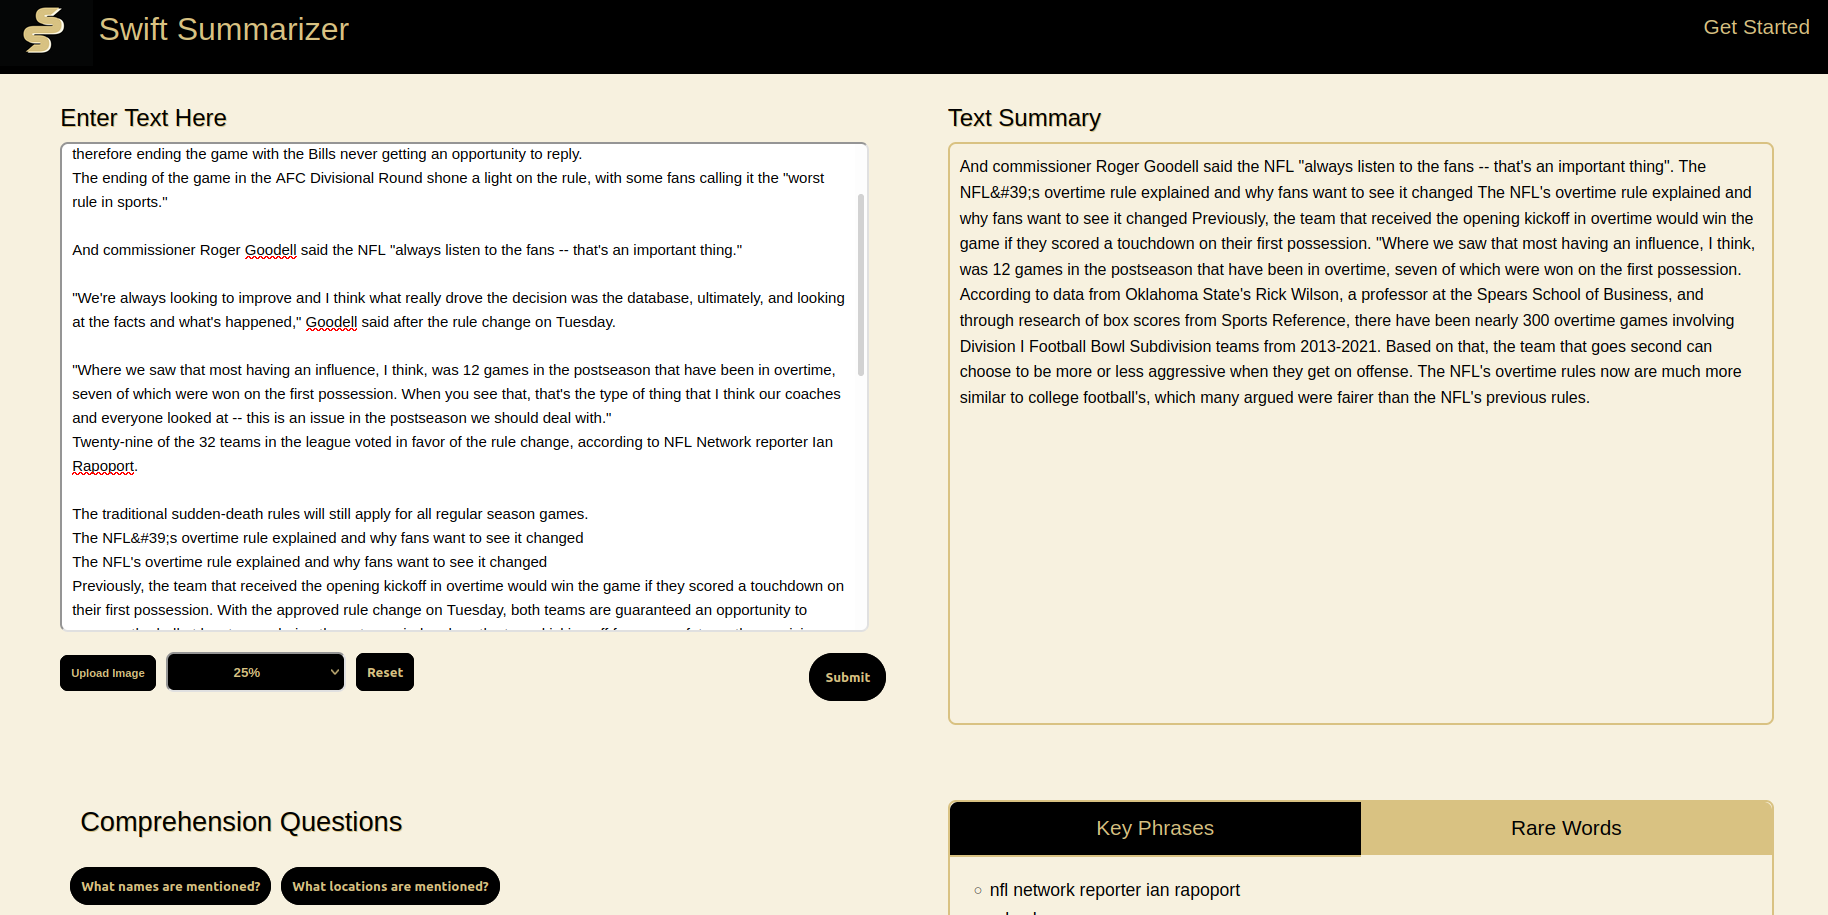 Swift Summarizer
Get Started
Enter Text Here
therefore ending the game with the Bills never getting an opportunity to reply.
The ending of the game in the AFC Divisional Round shone a light on the rule, with some fans calling it the "worst
rule in sports."
And commissioner Roger Goodell said the NFL "always listen to the fans -- that's an important thing."
"We're always looking to improve and I think what really drove the decision was the database, ultimately, and looking
at the facts and what's happened," Goodell said after the rule change on Tuesday.
"Where we saw that most having an influence, I think, was 12 games in the postseason that have been in overtime,
seven of which were won on the first possession. When you see that, that's the type of thing that I think our coaches
and everyone looked at -- this is an issue in the postseason we should deal with."
Twenty-nine of the 32 teams in the league voted in favor of the rule change, according to NFL Network reporter Ian
Rapoport.
The traditional sudden-death rules will still apply for all regular season games.
The NFL&#39;s overtime rule explained and why fans want to see it changed
The NFL's overtime rule explained and why fans want to see it changed
Previously, the team that received the opening kickoff in overtime would win the game if they scored a touchdown on
their first possession. With the approved rule change on Tuesday, both teams are guaranteed an opportunity to
Upload Image
25%
Reset
Submit
Text Summary
And commissioner Roger Goodell said the NFL "always listen to the fans -- that's an important thing". The
NFL&#39;s overtime rule explained and why fans want to see it changed The NFL's overtime rule explained and
why fans want to see it changed Previously, the team that received the opening kickoff in overtime would win the
game if they scored a touchdown on their first possession. "Where we saw that most having an influence, I think,
was 12 games in the postseason that have been in overtime, seven of which were won on the first possession.
According to data from Oklahoma State's Rick Wilson, a professor at the Spears School of Business, and
through research of box scores from Sports Reference, there have been nearly 300 overtime games involving
Division I Football Bowl Subdivision teams from 2013-2021. Based on that, the team that goes second can
choose to be more or less aggressive when they get on offense. The NFL's overtime rules now are much more
similar to college football's, which many argued were fairer than the NFL's previous rules.
Comprehension Questions
What names are mentioned?
What locations are mentioned?
Key Phrases
Rare Words
nfl network reporter ian rapoport